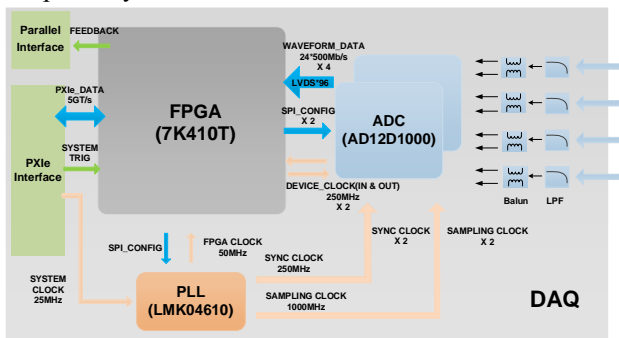 Parallel
Interface
FEEDBACK
PXIe_DATA
5GT/s
SYSTEM
TRIG
PXIe
Interface
FPGA
(7K410T)
WAVEFORM_DATA
24*500Mb/s
X 4
LVDS*96
SPI_CONFIG
X 2
ADC
(AD12D1000)
DEVICE_CLOCK(IN & OUT)
250MHz
X 2
Balun
LPF
SYNC CLOCK
X 2
SAMPLING CLOCK
X 2
SPI_CONFIG
FPGA CLOCK
50MHz
SYNC CLOCK
250MHz
SYSTEM
CLOCK
25MHz
PLL
(LMK04610)
SAMPLING CLOCK
1000MHz
DAQ